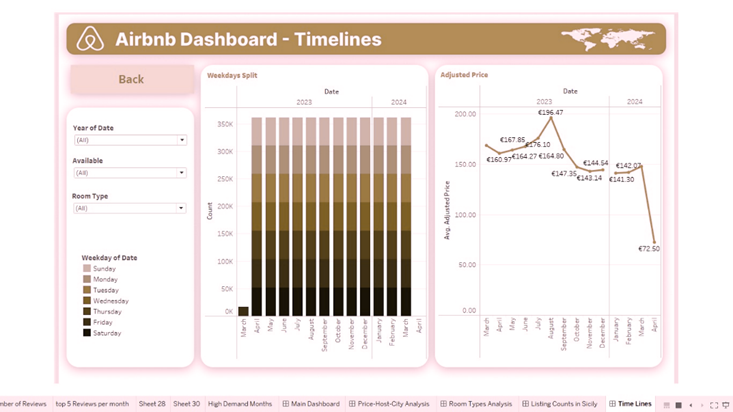 Airbnb Dashboard - Timelines
Back
Year of Date
(All)
Available
(All)
Room Type
(All)
Weekday of Date
Sunday
Monday
Tuesday
Wednesday
Thursday
Friday
Saturday
Weekdays Split
Date
2023 2024
350K
300K
250K
200K
150K
100K
50K
0K
Count
March April May June July August September October November December January February March April
Adjusted Price
Date
2023 2024
200.00
150.00
100.00
50.00
0.00
Avg. Adjusted Price
€196.47
€167.85
€176.10
€160.97
€164.27
€164.80
€147.35
€144.64
€143.14
€142.07
€141.30
€72.50
March April May June July August September October November December January February March April
mber of Reviews top 5 Reviews per month Sheet 28 Sheet 30 High Demand Months Main Dashboard Price-Host-City Analysis Room Types Analysis Listing Counts in Sicily Time Lines